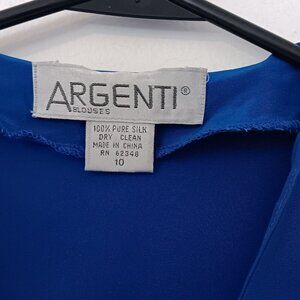 ARGENTI®
BLOUSES
100% PURE SILK
DRY CLEAN
MADE IN CHINA
RN 62348
10